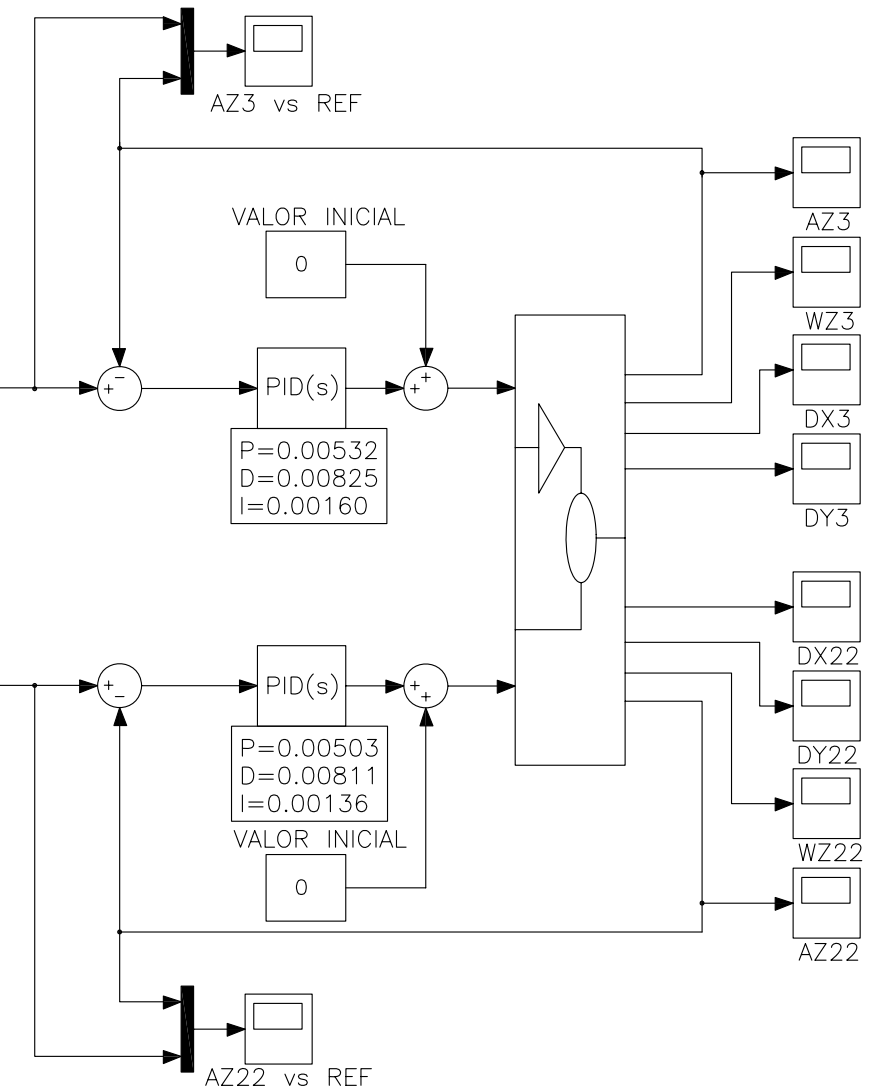 AZ3 vs REF
AZ3
VALOR INICIAL
0
WZ3
+
−
PID(s)
+
+
DX3
P=0.00532
D=0.00825
I=0.00160
DY3
DX22
+
−
PID(s)
+
+
DY22
P=0.00503
D=0.00811
I=0.00136
VALOR INICIAL
0
WZ22
AZ22
AZ22 vs REF